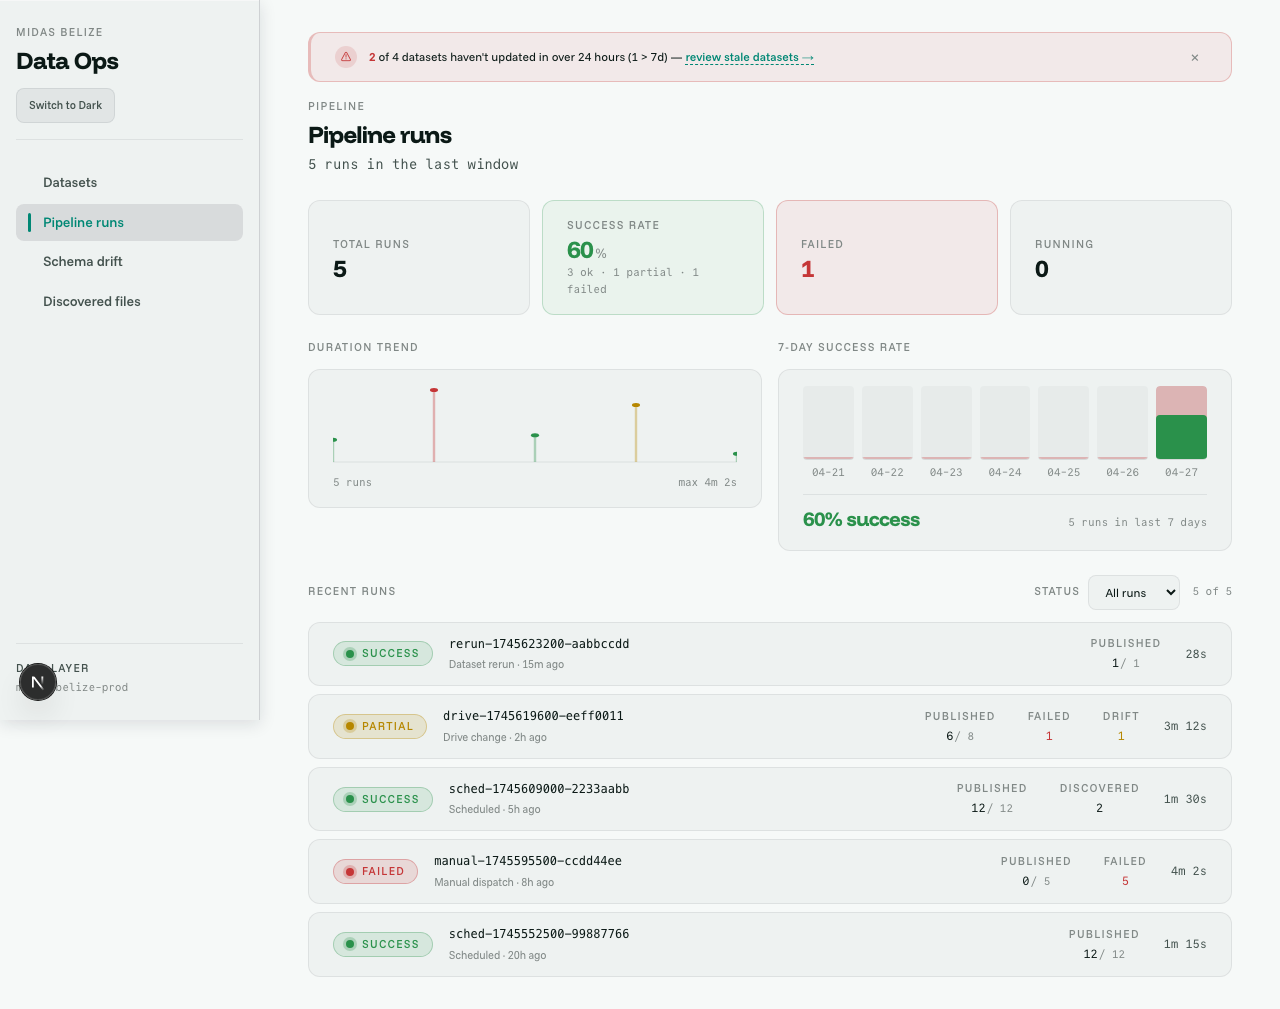 MIDAS BELIZE
Data Ops
Switch to Dark
Datasets
Pipeline runs
Schema drift
Discovered files
LAYER
belize-prod
N
2 of 4 datasets haven't updated in over 24 hours (1 > 7d) — review stale datasets →
×
PIPELINE
Pipeline runs
5 runs in the last window
TOTAL RUNS
5
SUCCESS RATE
60%
3 ok · 1 partial · 1
failed
FAILED
1
RUNNING
0
DURATION TREND
5 runs
max 4m 2s
7-DAY SUCCESS RATE
04-21 04-22 04-23 04-24 04-25 04-26 04-27
60% success
5 runs in last 7 days
RECENT RUNS
STATUS All runs 5 of 5
SUCCESS
rerun-1745623200-aabbccdd
Dataset rerun · 15m ago
PUBLISHED
1/ 1
28s
PARTIAL
drive-1745619600-eeff0011
Drive change · 2h ago
PUBLISHED FAILED DRIFT
6/ 8 1 1
3m 12s
SUCCESS
sched-1745609000-2233aabb
Scheduled · 5h ago
PUBLISHED DISCOVERED
12/ 12 2
1m 30s
FAILED
manual-1745595500-ccdd44ee
Manual dispatch · 8h ago
PUBLISHED FAILED
0/ 5 5
4m 2s
SUCCESS
sched-1745552500-99887766
Scheduled · 20h ago
PUBLISHED
12/ 12
1m 15s